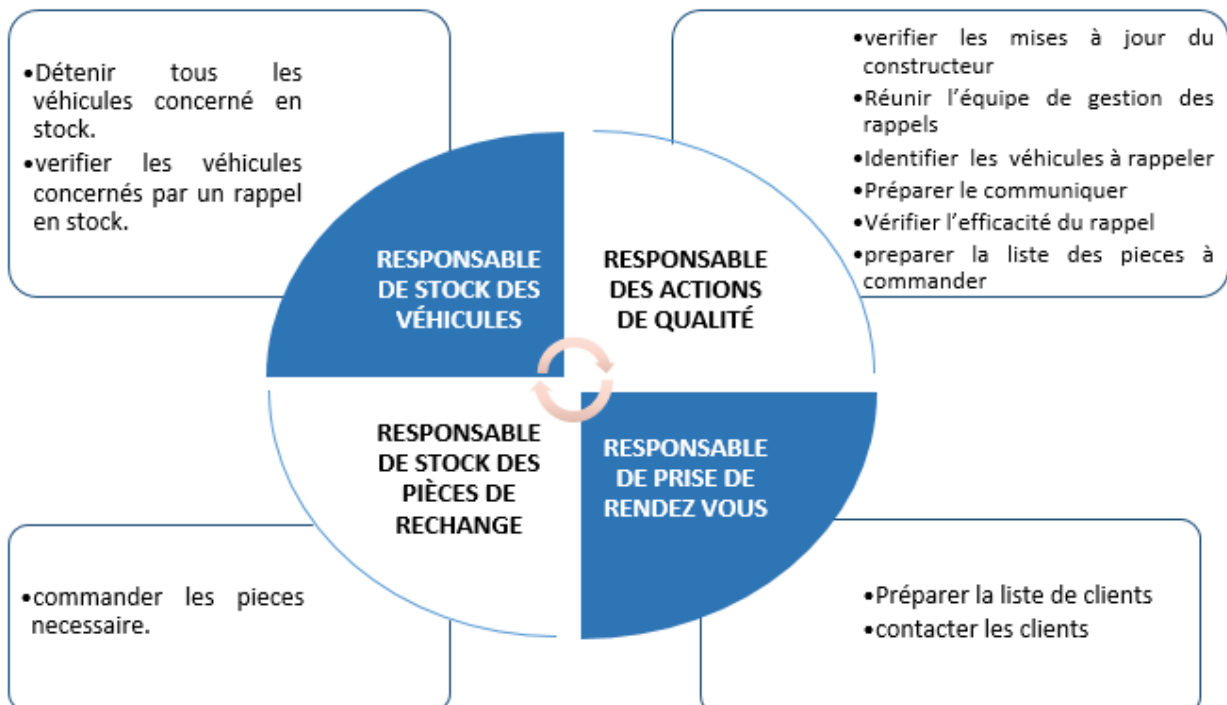 •Détenir tous les
véhicules concerné en
stock.
•verifier les véhicules
concernés par un rappel
en stock.
•verifier les mises à jour du
constructeur
•Réunir l’équipe de gestion des
rappels
•Identifier les véhicules à rappeler
•Préparer le communiquer
•Vérifier l’efficacité du rappel
•preparer la liste des pieces à
commander
RESPONSABLE
DE STOCK DES
VÉHICULES
RESPONSABLE
DES ACTIONS
DE QUALITÉ
RESPONSABLE
DE STOCK DES
PIÈCES DE
RECHANGE
RESPONSABLE
DE PRISE DE
RENDEZ VOUS
•commander les pieces
necessaire.
•Préparer la liste de clients
•contacter les clients